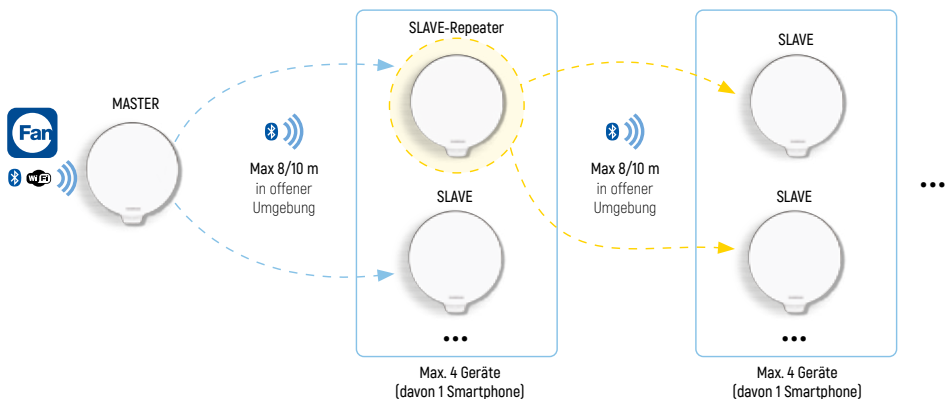 MASTER
Fan
WiFi
Max 8/10 m
in offener
Umgebung
SLAVE-Repeater
SLAVE
•••
Max. 4 Geräte
(davon 1 Smartphone)
Max 8/10 m
in offener
Umgebung
SLAVE
SLAVE
•••
Max. 4 Geräte
(davon 1 Smartphone)
•••